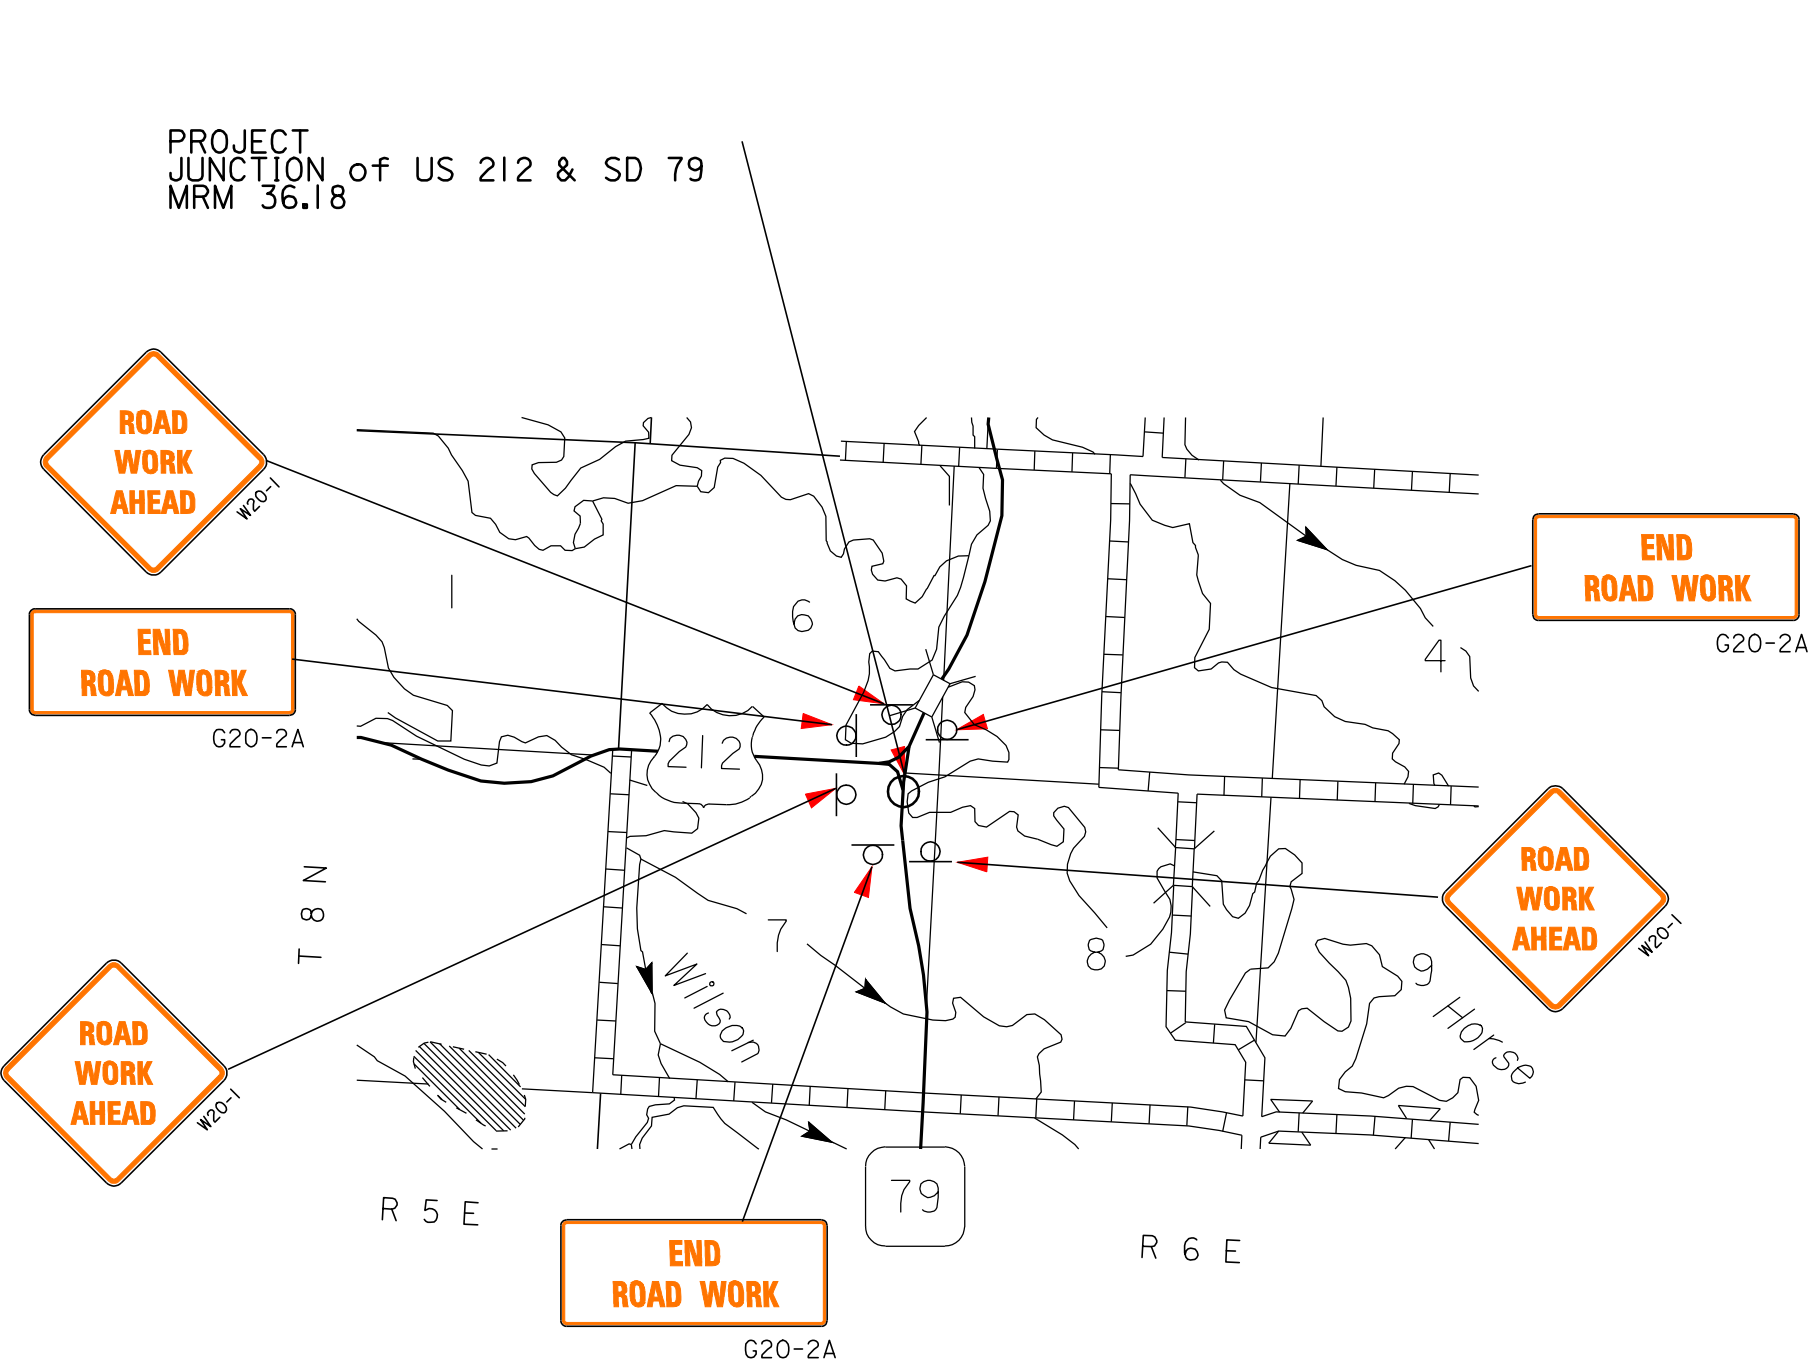 PROJECT
JUNCTION of US 212 & SD 79
MRM 36.18
ROAD
WORK
AHEAD
W20-1
END
ROAD WORK
G20-2A
END
ROAD WORK
G20-2A
1
6
4
212
ROAD
WORK
AHEAD
W20-1
T 8 N
7
8
9
Wilson
Horse
ROAD
WORK
AHEAD
W20-1
79
R 5 E
R 6 E
END
ROAD WORK
G20-2A